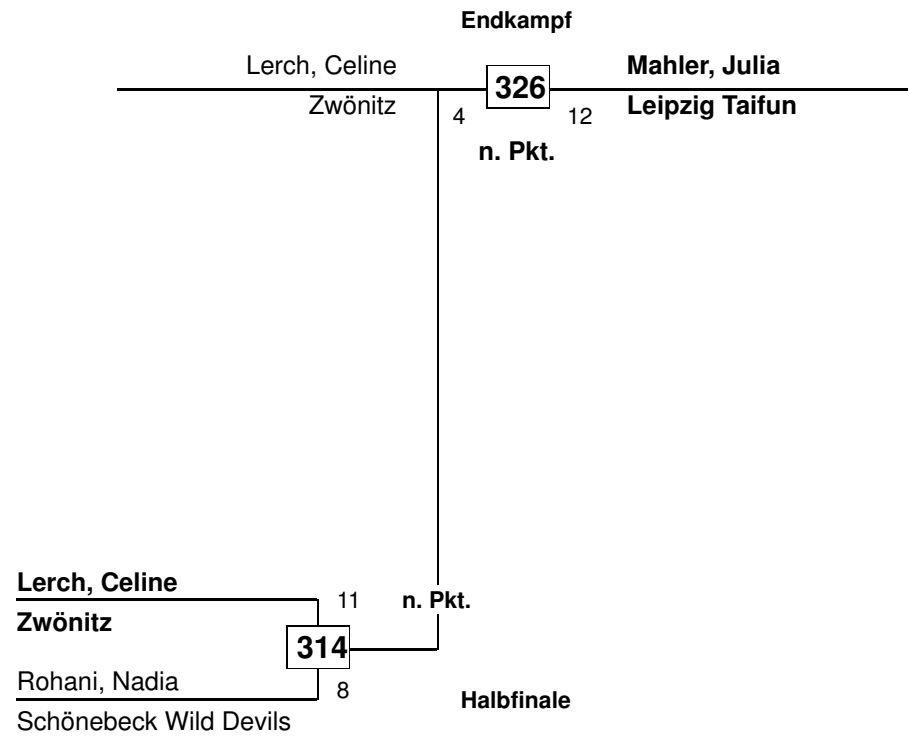 Endkampf
Lerch, Celine
Zwönitz
4
326
n. Pkt.
12
Mahler, Julia
Leipzig Taifun
Lerch, Celine
Zwönitz
11
n. Pkt.
314
Rohani, Nadia
Schönebeck Wild Devils
8
Halbfinale